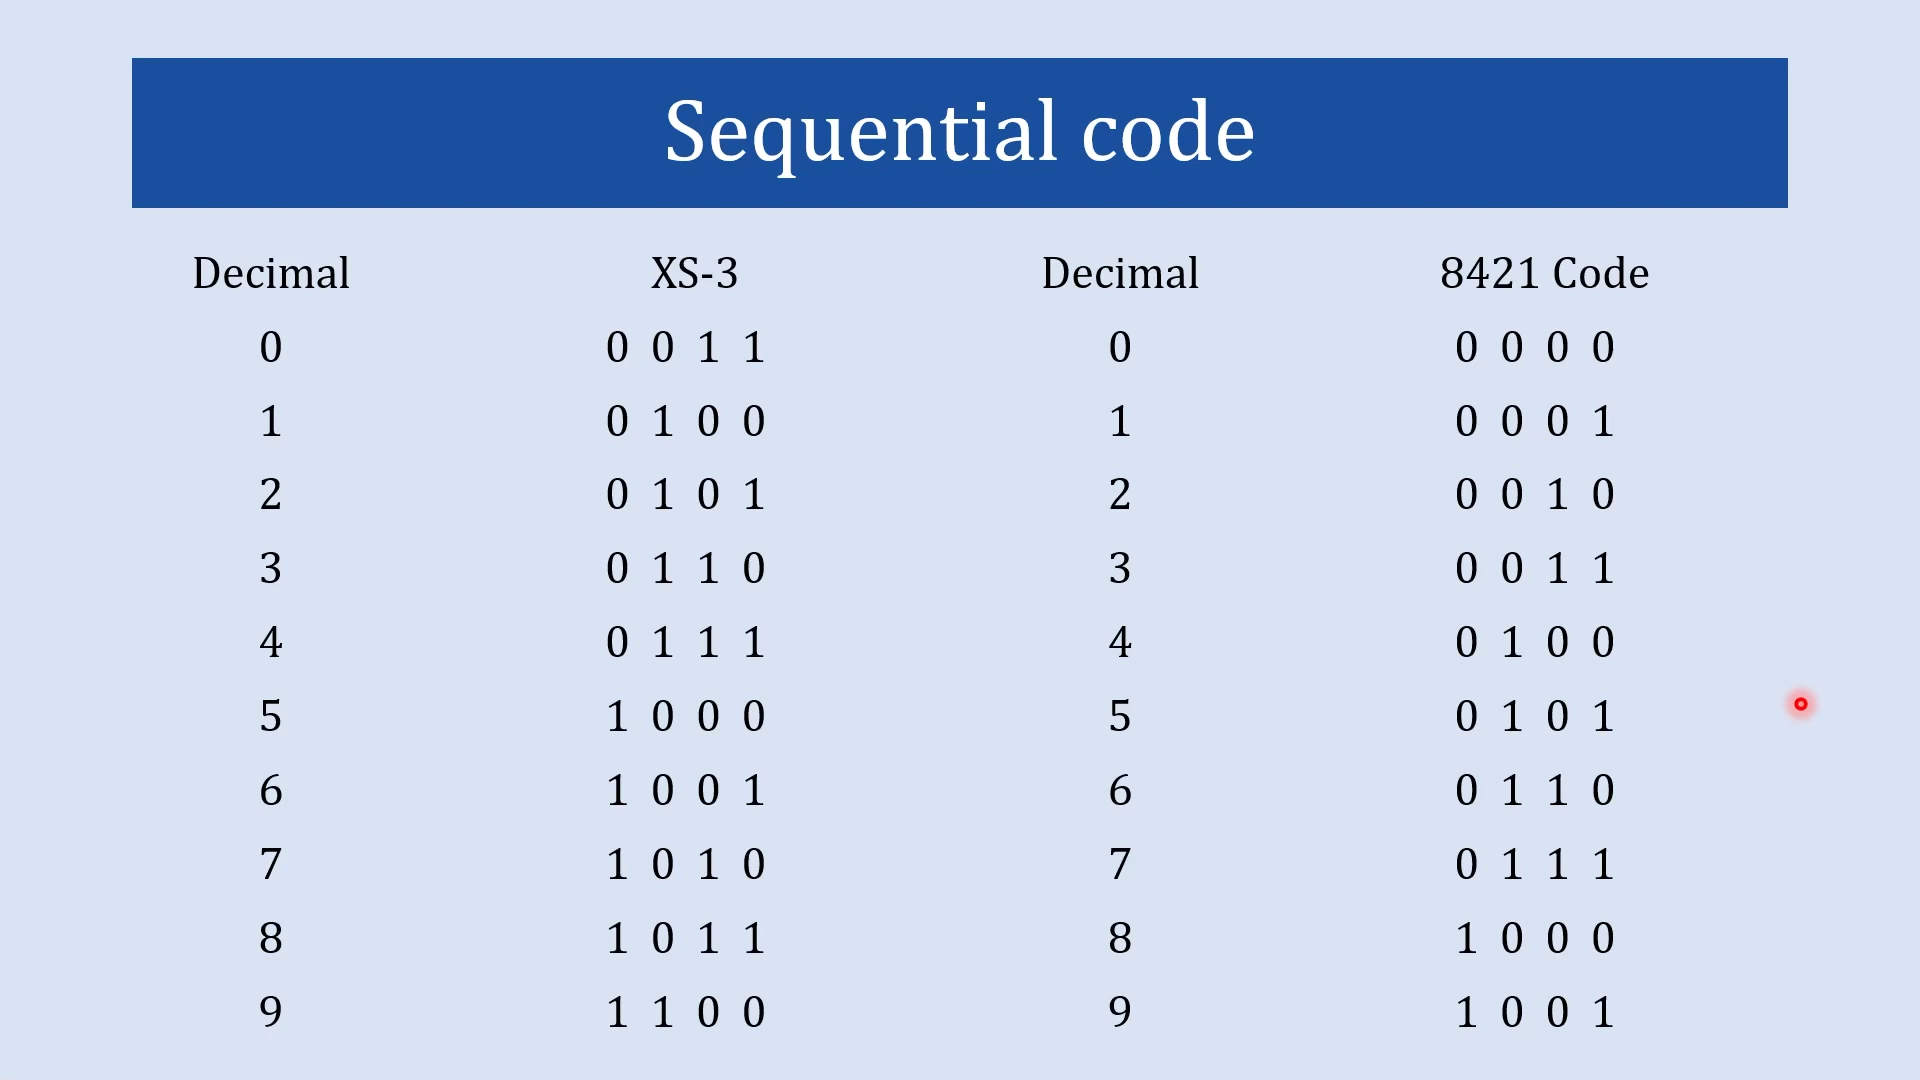 Sequential code
Decimal XS-3 Decimal 8421 Code
0 0 0 1 1 0 0 0 0 0
1 0 1 0 0 1 0 0 0 1
2 0 1 0 1 2 0 0 1 0
3 0 1 1 0 3 0 0 1 1
4 0 1 1 1 4 0 1 0 0
5 1 0 0 0 5 0 1 0 1
6 1 0 0 1 6 0 1 1 0
7 1 0 1 0 7 0 1 1 1
8 1 0 1 1 8 1 0 0 0
9 1 1 0 0 9 1 0 0 1